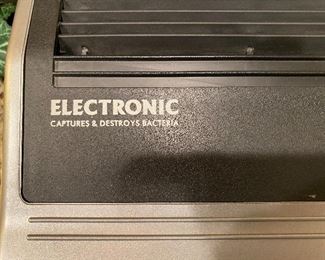 ELECTRONIC
CAPTURES & DESTROYS BACTERIA